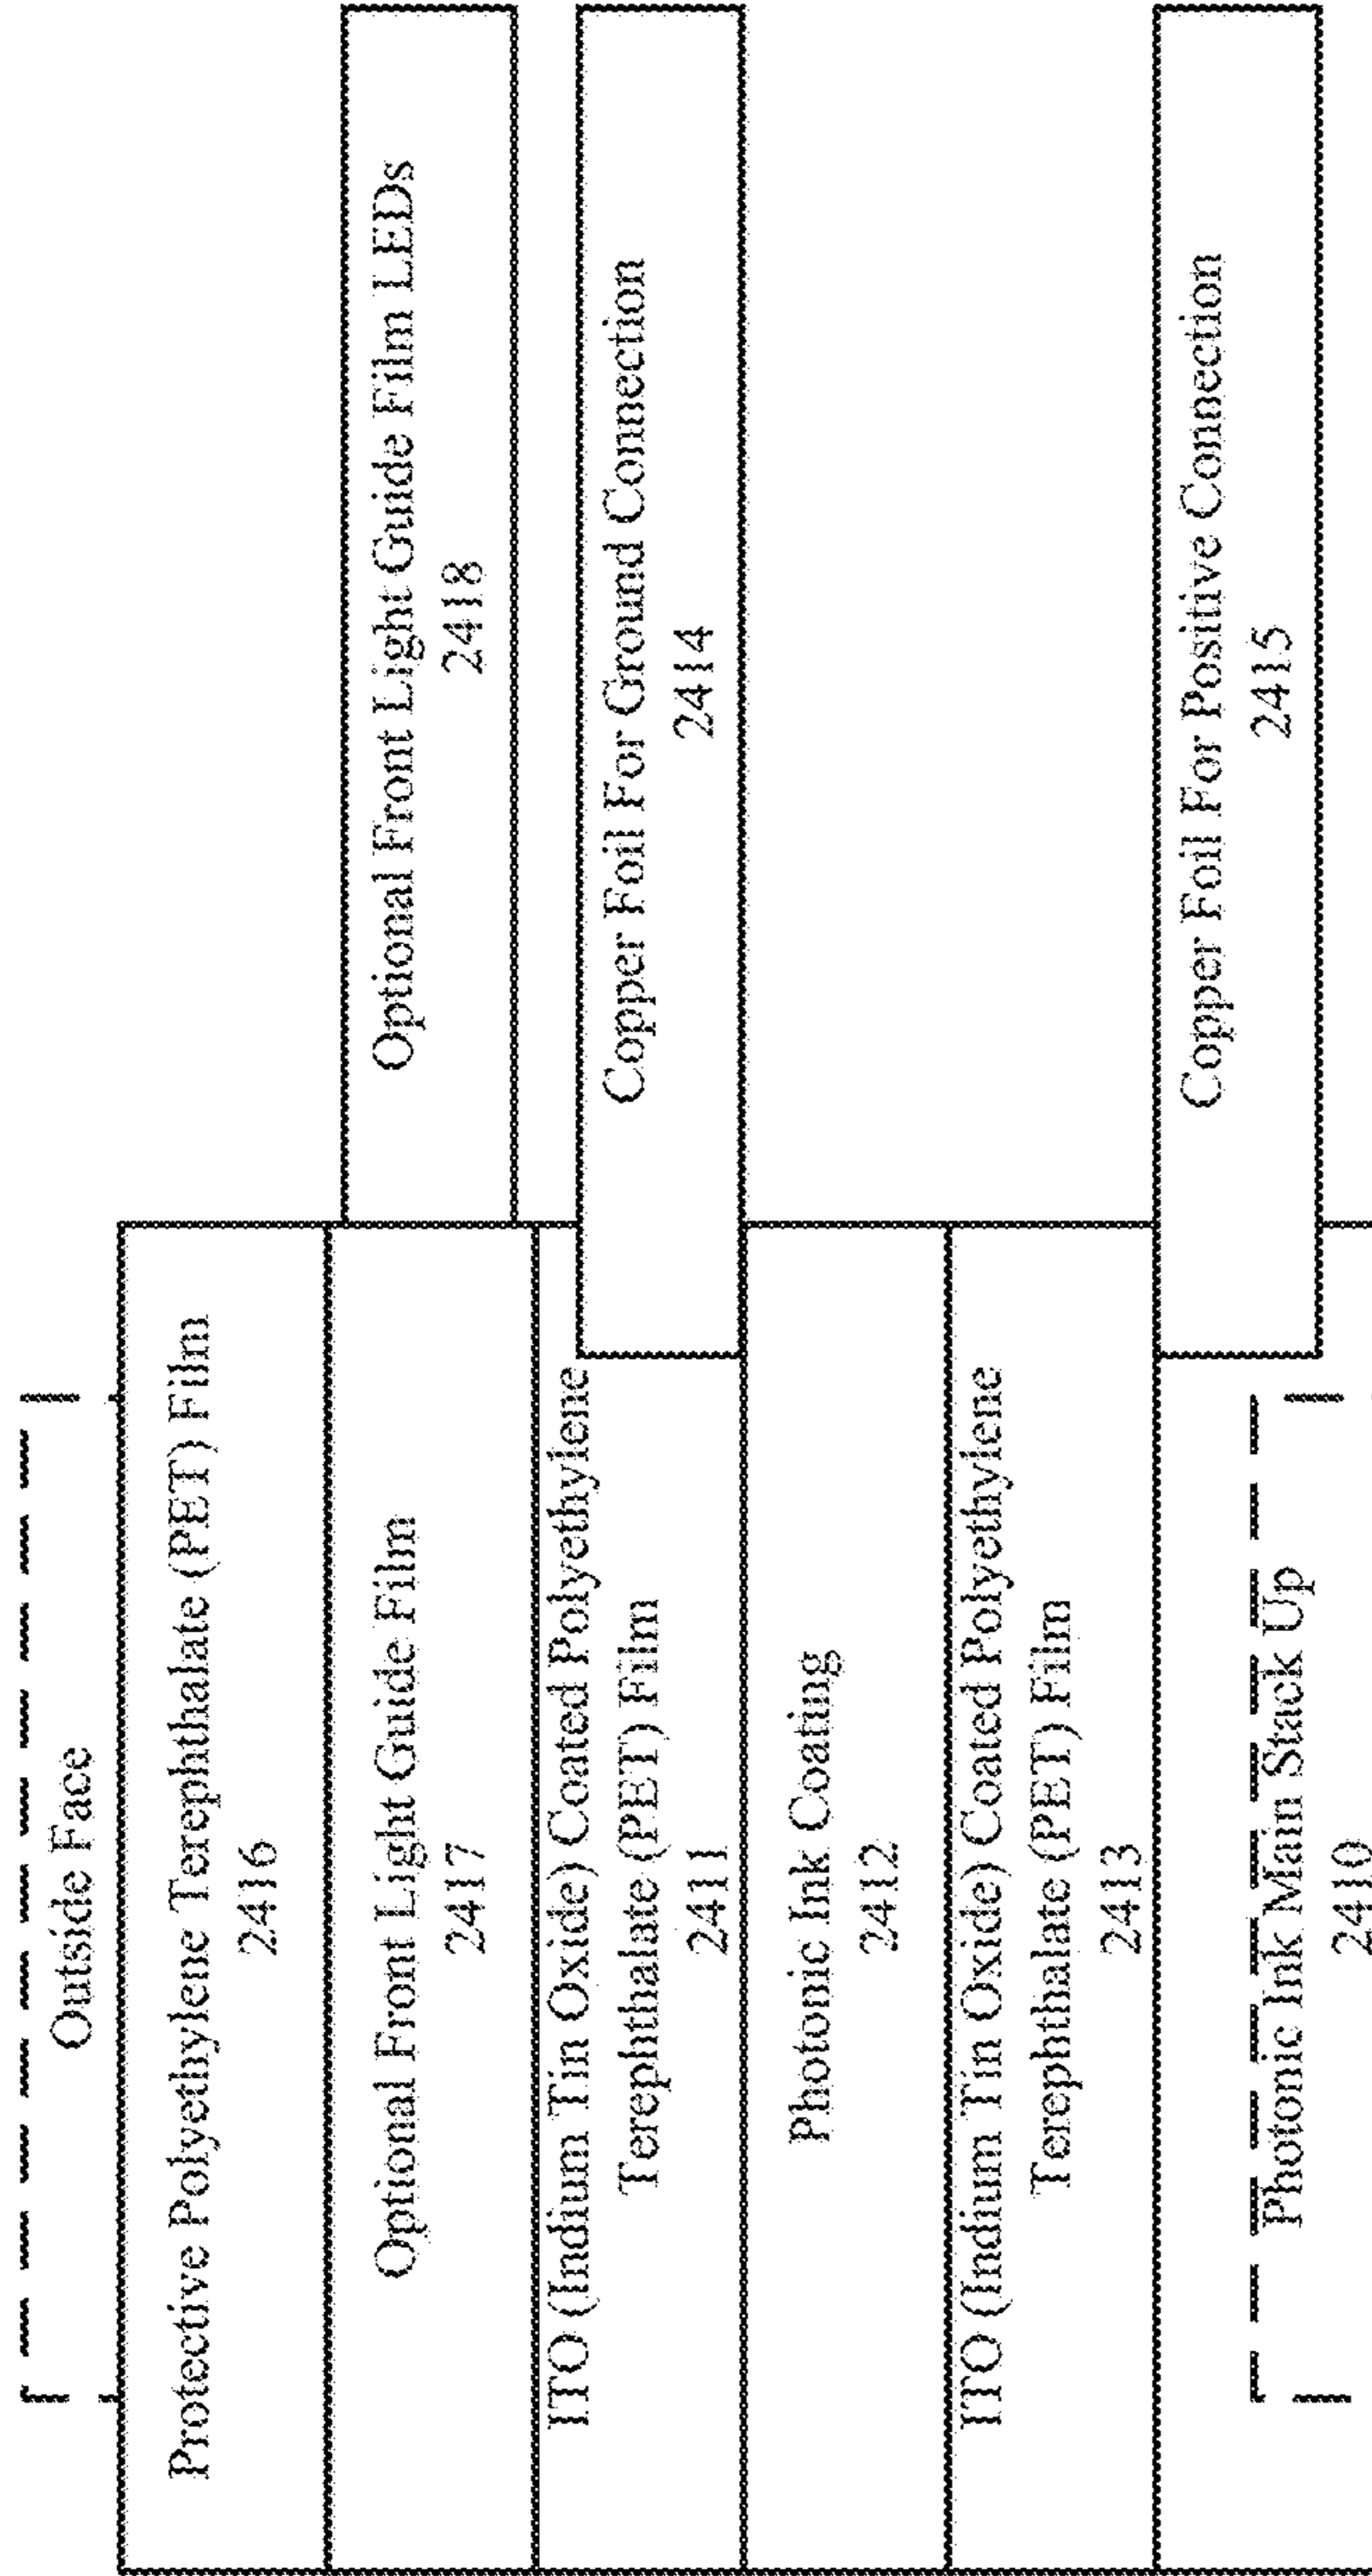 Outside Face
Protective Polyethylene Terephthalate (PET) Film
2416
Optional Front Light Guide Film
2417
Optional Front Light Guide Film LEDs
2418
ITO (Indium Tin Oxide) Coated Polyethylene
Terephthalate (PET) Film
2411
Copper Foil For Ground Connection
2414
Photonic Ink Coating
2412
ITO (Indium Tin Oxide) Coated Polyethylene
Terephthalate (PET) Film
2413
Copper Foil For Positive Connection
2415
Photonic Ink Main Stack Up
2410